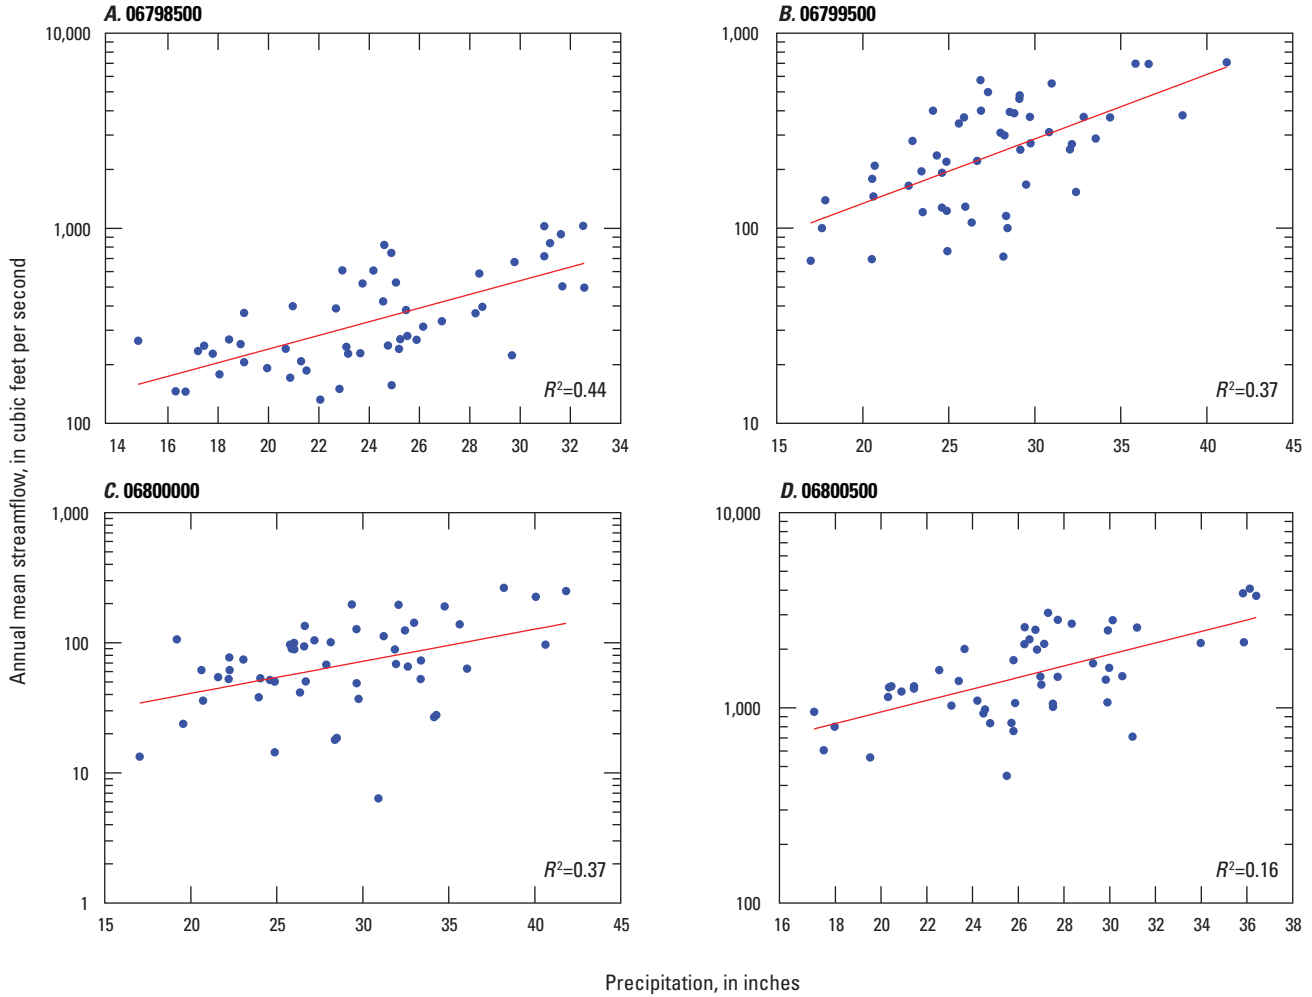 A. 06798500
10,000
1,000
100
14 16 18 20 22 24 26 28 30 32 34
R²=0.44
B. 06799500
1,000
100
10
15 20 25 30 35 40 45
R²=0.37
Annual mean streamflow, in cubic feet per second
C. 06800000
1,000
100
10
1
15 20 25 30 35 40 45
R²=0.37
D. 06800500
10,000
1,000
100
16 18 20 22 24 26 28 30 32 34 36 38
R²=0.16
Precipitation, in inches